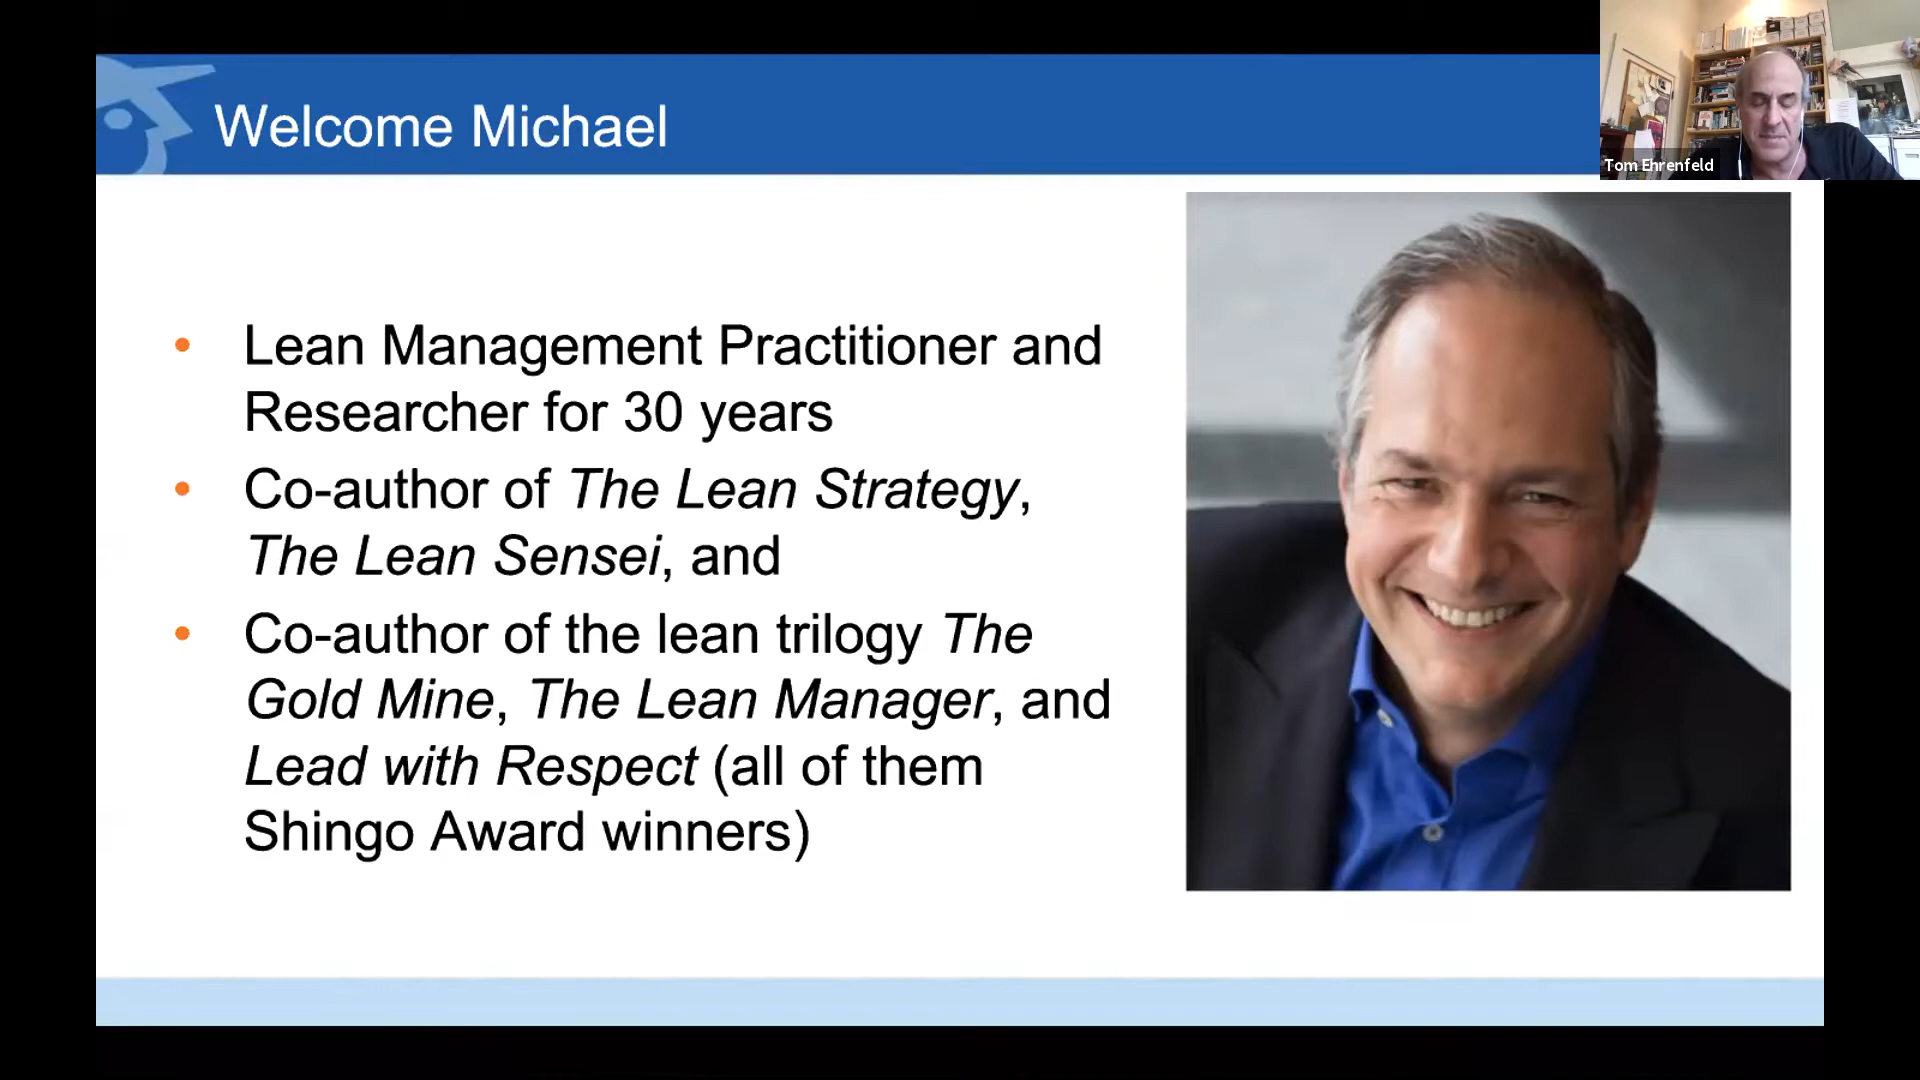 Welcome Michael
Tom Ehrenfeld
• Lean Management Practitioner and
Researcher for 30 years
• Co-author of The Lean Strategy,
The Lean Sensei, and
• Co-author of the lean trilogy The
Gold Mine, The Lean Manager, and
Lead with Respect (all of them
Shingo Award winners)